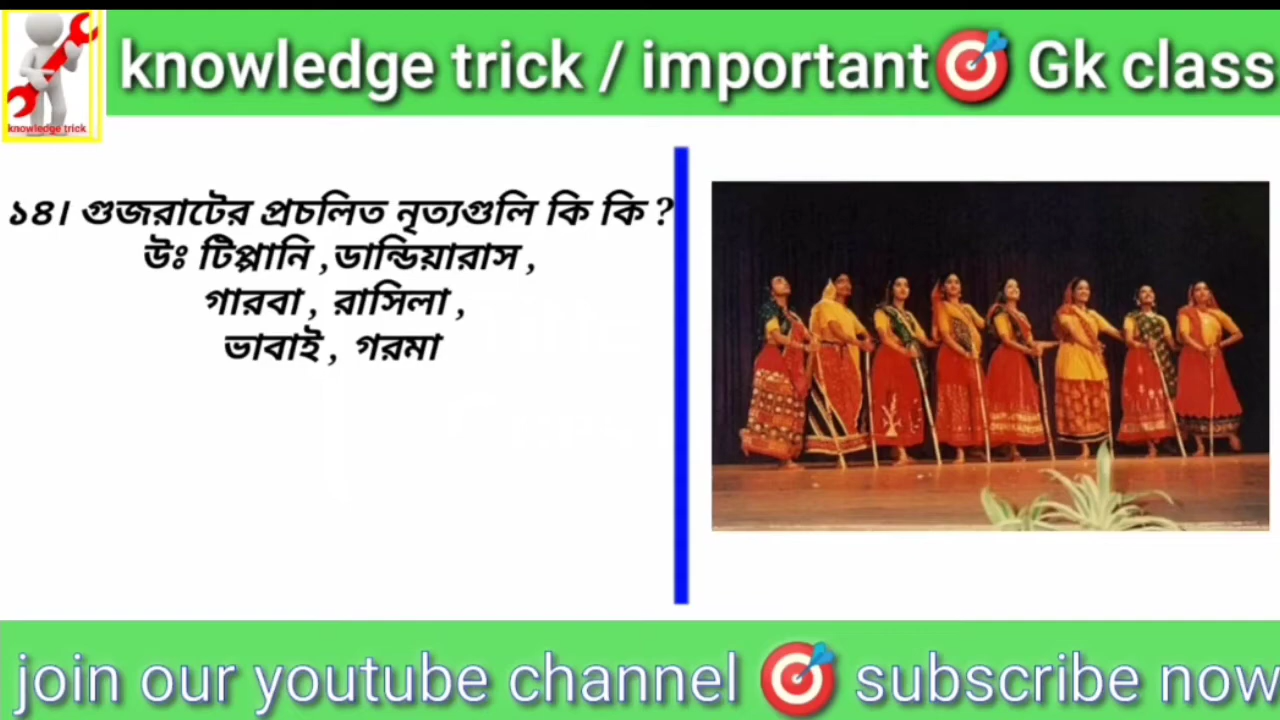 knowledge trick / important🎯 Gk class
knowledge trick
১৪। গুজরাটের প্রচলিত নৃত্যগুলি কি কি ?
উঃ টিপ্পানি ,ডান্ডিয়ারাস ,
গারবা , রাসিলা ,
ভাবাই , গরমা
join our youtube channel 🎯 subscribe now